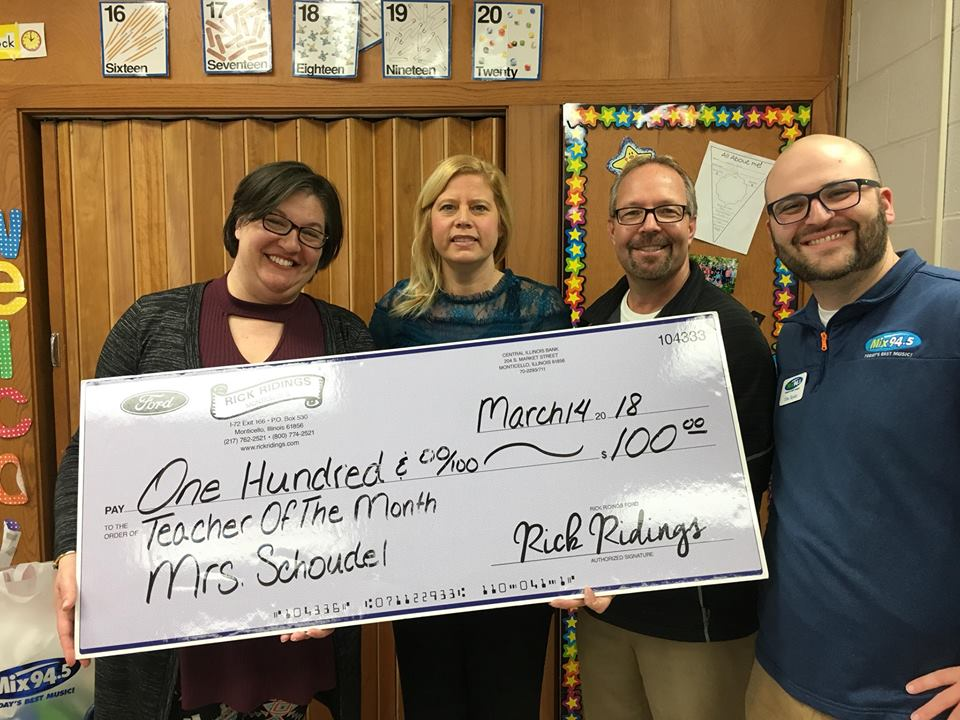 ock
16
Sixteen
17
Seventeen
18
Eighteen
19
Nineteen
20
Twenty
All About me!
Ford
RICK RIDINGS
I-72 Exit 166 • P.O. Box 530
Monticello, Illinois 61856
(217) 762-2521 • (800) 774-2521
www.rickridings.com
CENTRAL ILLINOIS BANK
204 S. MARKET STREET
MONTICELLO, ILLINOIS 61856
70-2293/711
104333
March 14 20 18
PAY One Hundred & 00/100 $ 100 00
TO THE
ORDER OF Teacher Of The Month
Mrs. Schoudel
RICK RIDINGS FORD
Rick Ridings
AUTHORIZED SIGNATURE
⑈104336⑈ ⑆071122933⑆ 110⑉041⑉1⑈
Mix 94.5
TODAY'S BEST MUSIC!
Mix 94.5
TODAY'S BEST MUSIC!